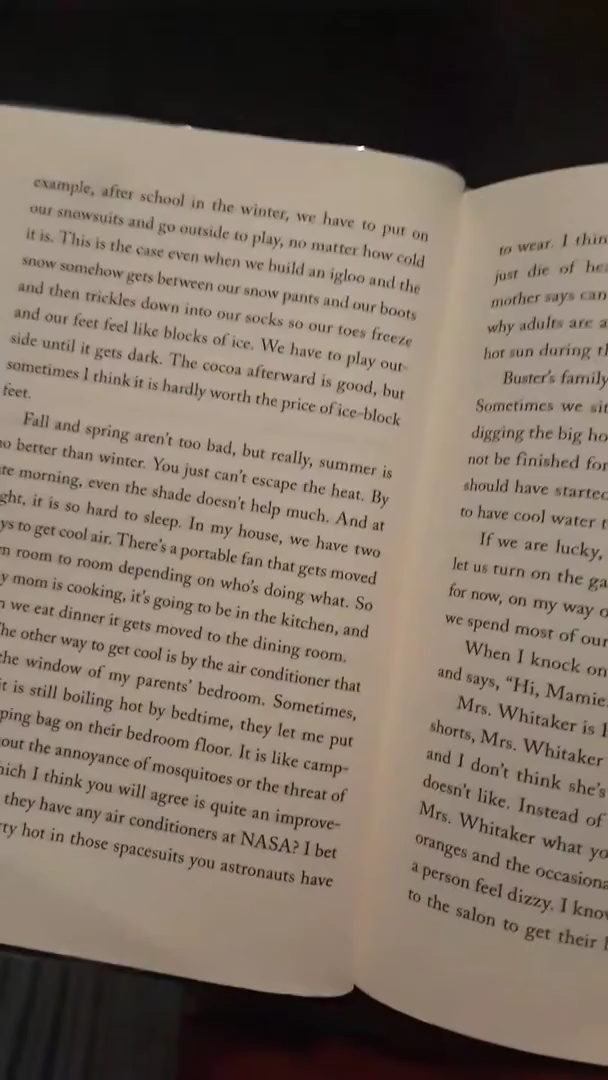 example, after school in the winter, we have to put on
our snowsuits and go outside to play, no matter how cold
it is. This is the case even when we build an igloo and the
snow somehow gets between our snow pants and our boots
and then trickles down into our socks so our toes freeze
and our feet feel like blocks of ice. We have to play out-
side until it gets dark. The cocoa afterward is good, but
sometimes I think it is hardly worth the price of ice-block
feet.
Fall and spring aren't too bad, but really, summer is
no better than winter. You just can't escape the heat. By
morning, even the shade doesn't help much. And at
it is so hard to sleep. In my house, we have two
to get cool air. There's a portable fan that gets moved
room to room depending on who's doing what. So
mom is cooking, it's going to be in the kitchen, and
we eat dinner it gets moved to the dining room.
The other way to get cool is by the air conditioner that
the window of my parents' bedroom. Sometimes,
it is still boiling hot by bedtime, they let me put
ping bag on their bedroom floor. It is like camp-
out the annoyance of mosquitoes or the threat of
which I think you will agree is quite an improve-
they have any air conditioners at NASA? I bet
hot in those spacesuits you astronauts have
to wear. I thin
just die of hea
mother says can
why adults are a
hot sun during th
Buster's family
Sometimes we sit
digging the big ho
not be finished for
should have started
to have cool water t
If we are lucky,
let us turn on the ga
for now, on my way o
we spend most of our
When I knock on
and says, "Hi, Mamie.
Mrs. Whitaker is
shorts, Mrs. Whitaker
and I don't think she's
doesn't like. Instead of
Mrs. Whitaker what yo
oranges and the occasiona
a person feel dizzy. I know
to the salon to get their